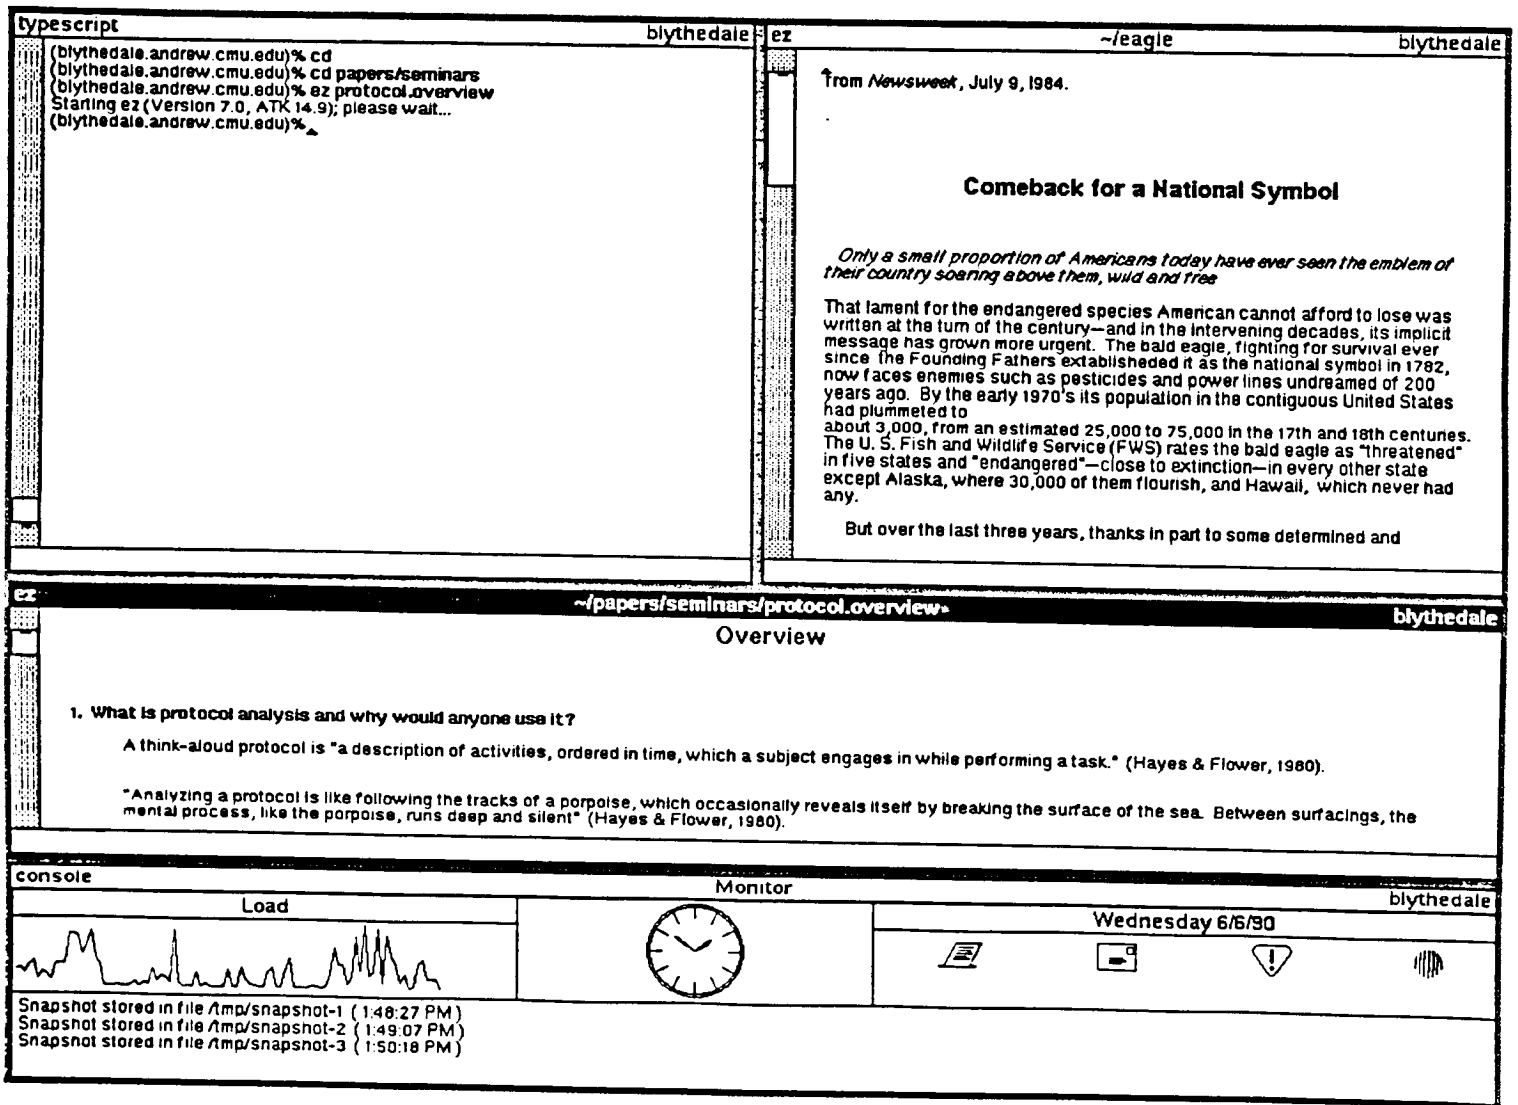 typescript blythedale
(blythedale.andrew.cmu.edu)% cd
(blythedale.andrew.cmu.edu)% cd papers/seminars
(blythedale.andrew.cmu.edu)% ez protocol.overview
Starting ez (Version 7.0, ATK 14.9); please wait...
(blythedale.andrew.cmu.edu)%
ez ~/eagle blythedale
from Newsweek, July 9, 1984.
Comeback for a National Symbol
Only a small proportion of Americans today have ever seen the emblem of
their country soaring above them, wild and free
That lament for the endangered species American cannot afford to lose was
written at the turn of the century—and in the intervening decades, its implicit
message has grown more urgent. The bald eagle, fighting for survival ever
since the Founding Fathers extablisheded it as the national symbol in 1782,
now faces enemies such as pesticides and power lines undreamed of 200
years ago. By the early 1970's its population in the contiguous United States
had plummeted to
about 3,000, from an estimated 25,000 to 75,000 in the 17th and 18th centuries.
The U. S. Fish and Wildlife Service (FWS) rates the bald eagle as "threatened"
in five states and "endangered"—close to extinction—in every other state
except Alaska, where 30,000 of them flourish, and Hawaii, which never had
any.
But over the last three years, thanks in part to some determined and
ez ~/papers/seminars/protocol.overview* blythedale
Overview
1. What is protocol analysis and why would anyone use it?
A think-aloud protocol is "a description of activities, ordered in time, which a subject engages in while performing a task." (Hayes & Flower, 1980).
"Analyzing a protocol is like following the tracks of a porpoise, which occasionally reveals itself by breaking the surface of the sea. Between surfacings, the
mental process, like the porpoise, runs deep and silent" (Hayes & Flower, 1980).
console Monitor blythedale
Load
Wednesday 6/6/90
Snapshot stored in file /tmp/snapshot-1 ( 1:48:27 PM )
Snapshot stored in file /tmp/snapshot-2 ( 1:49:07 PM )
Snapshot stored in file /tmp/snapshot-3 ( 1:50:18 PM )